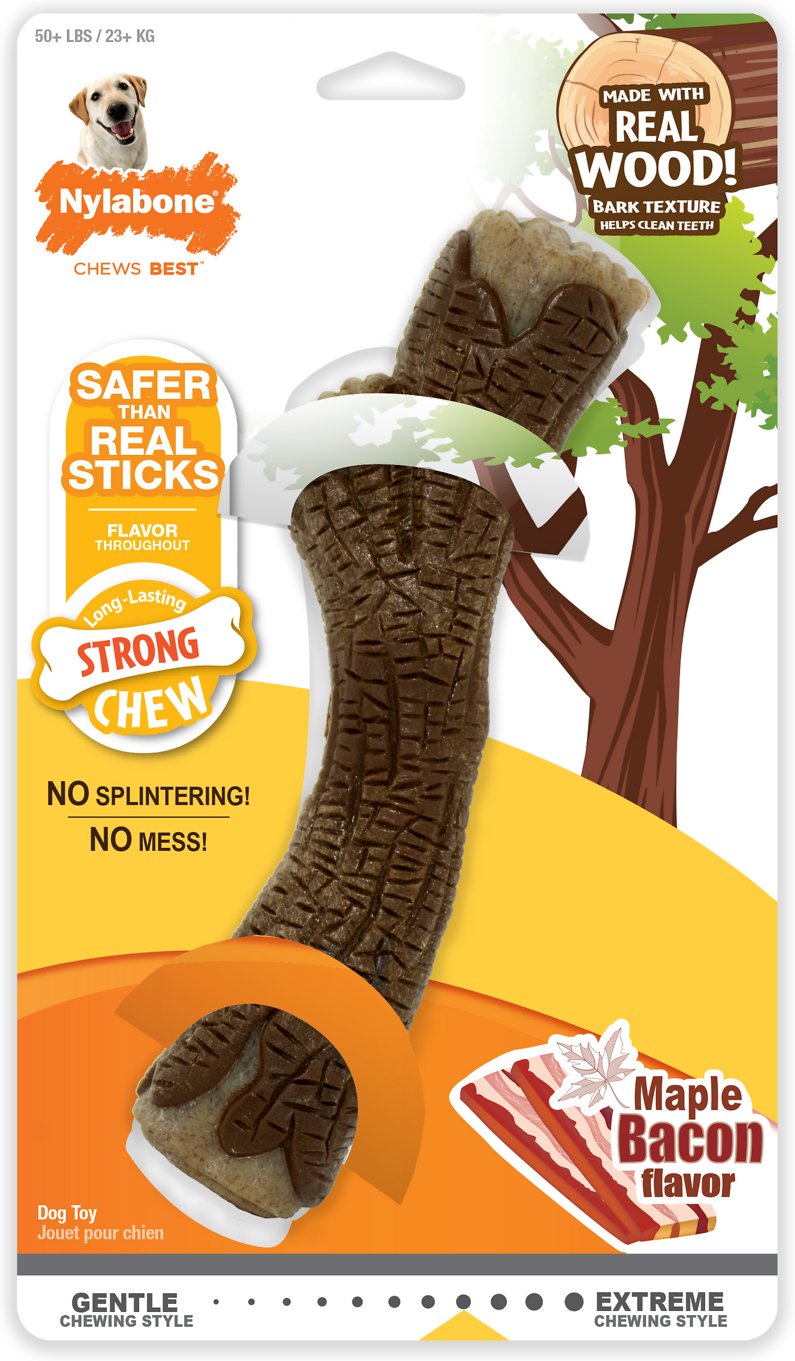 50+ LBS / 23+ KG
Nylabone®
CHEWS BEST™
MADE WITH
REAL
WOOD!
BARK TEXTURE
HELPS CLEAN TEETH
SAFER
THAN
REAL
STICKS
FLAVOR
THROUGHOUT
Long-Lasting
STRONG
CHEW
NO SPLINTERING!
NO MESS!
Maple
Bacon
flavor
Dog Toy
Jouet pour chien
GENTLE
CHEWING STYLE
EXTREME
CHEWING STYLE